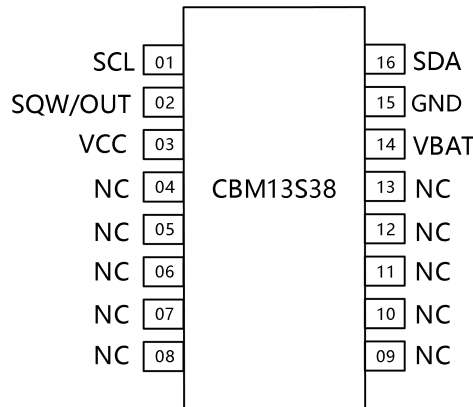 SCL 01 16 SDA
SQW/OUT 02 15 GND
VCC 03 14 VBAT
NC 04 CBM13S38 13 NC
NC 05 12 NC
NC 06 11 NC
NC 07 10 NC
NC 08 09 NC